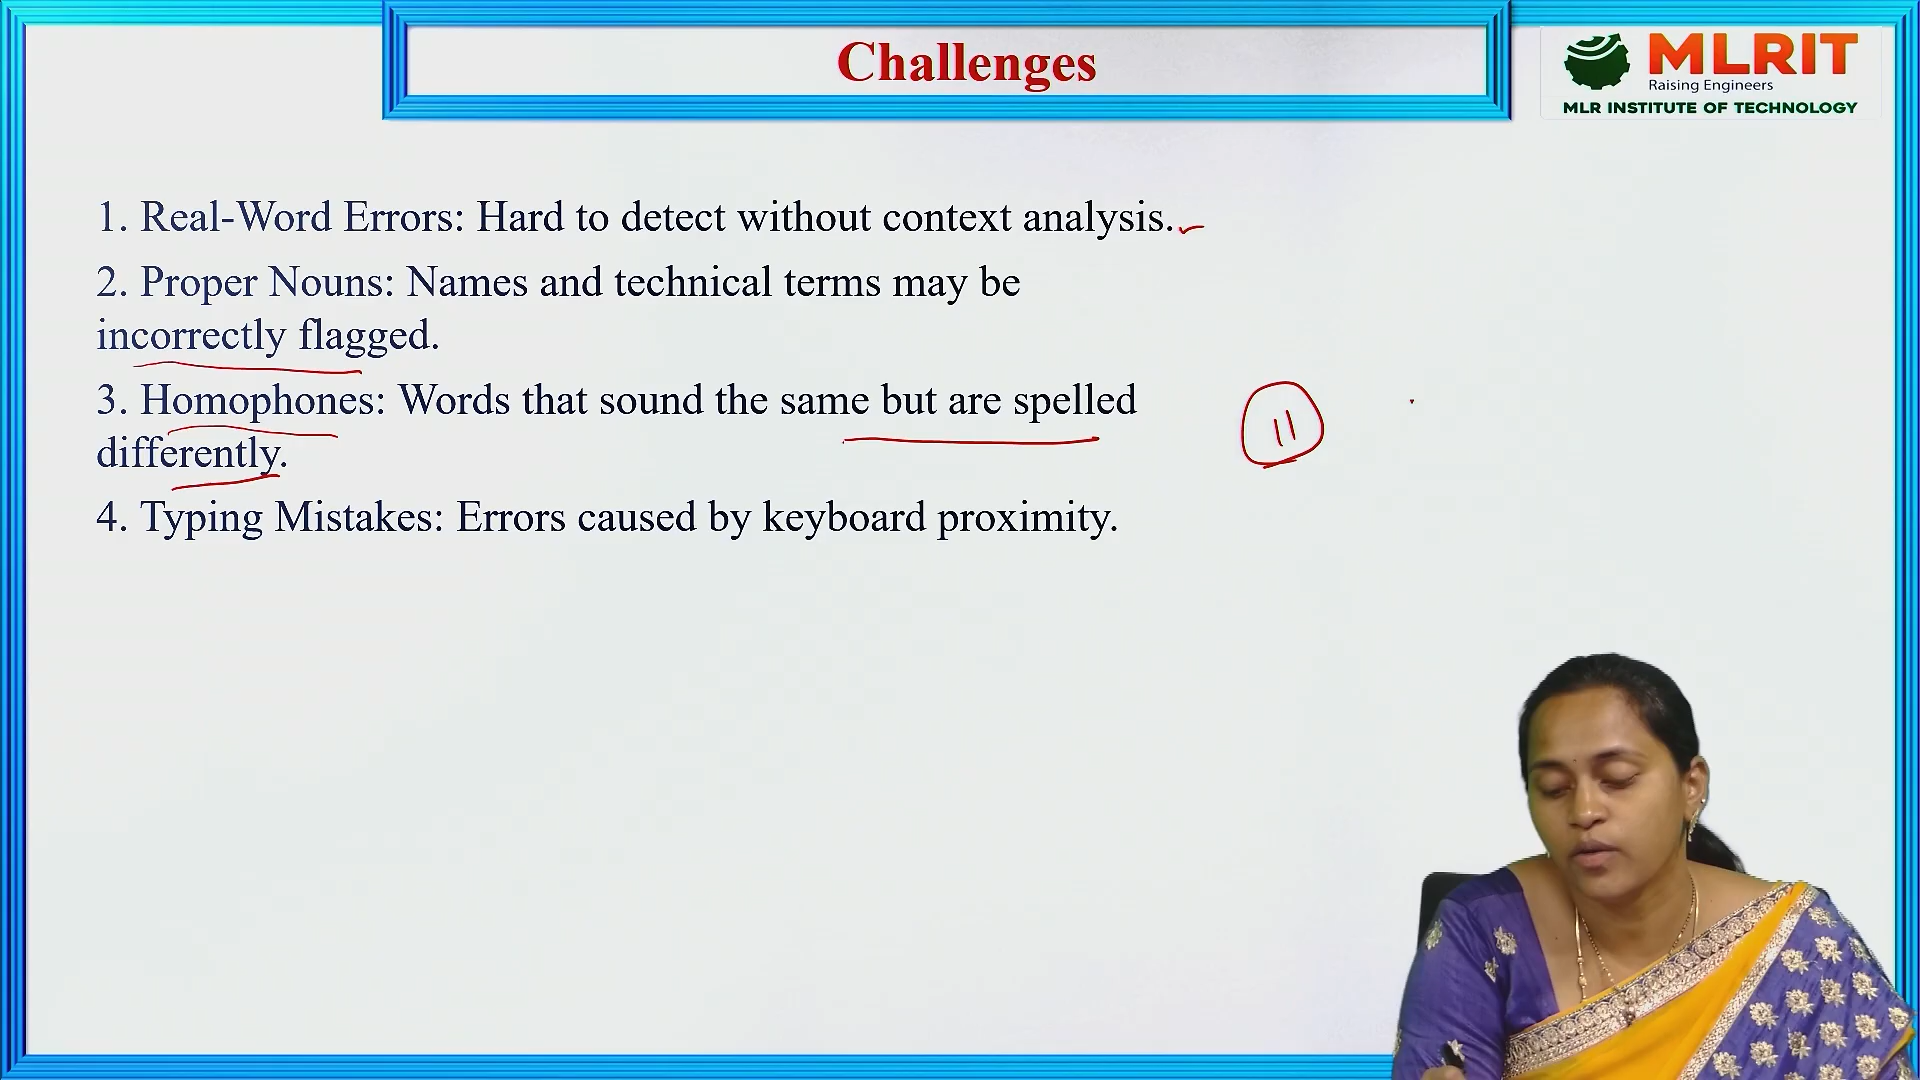 Challenges
MLRIT
Raising Engineers
MLR INSTITUTE OF TECHNOLOGY
1. Real-Word Errors: Hard to detect without context analysis.
2. Proper Nouns: Names and technical terms may be
incorrectly flagged.
3. Homophones: Words that sound the same but are spelled
differently.
4. Typing Mistakes: Errors caused by keyboard proximity.
11